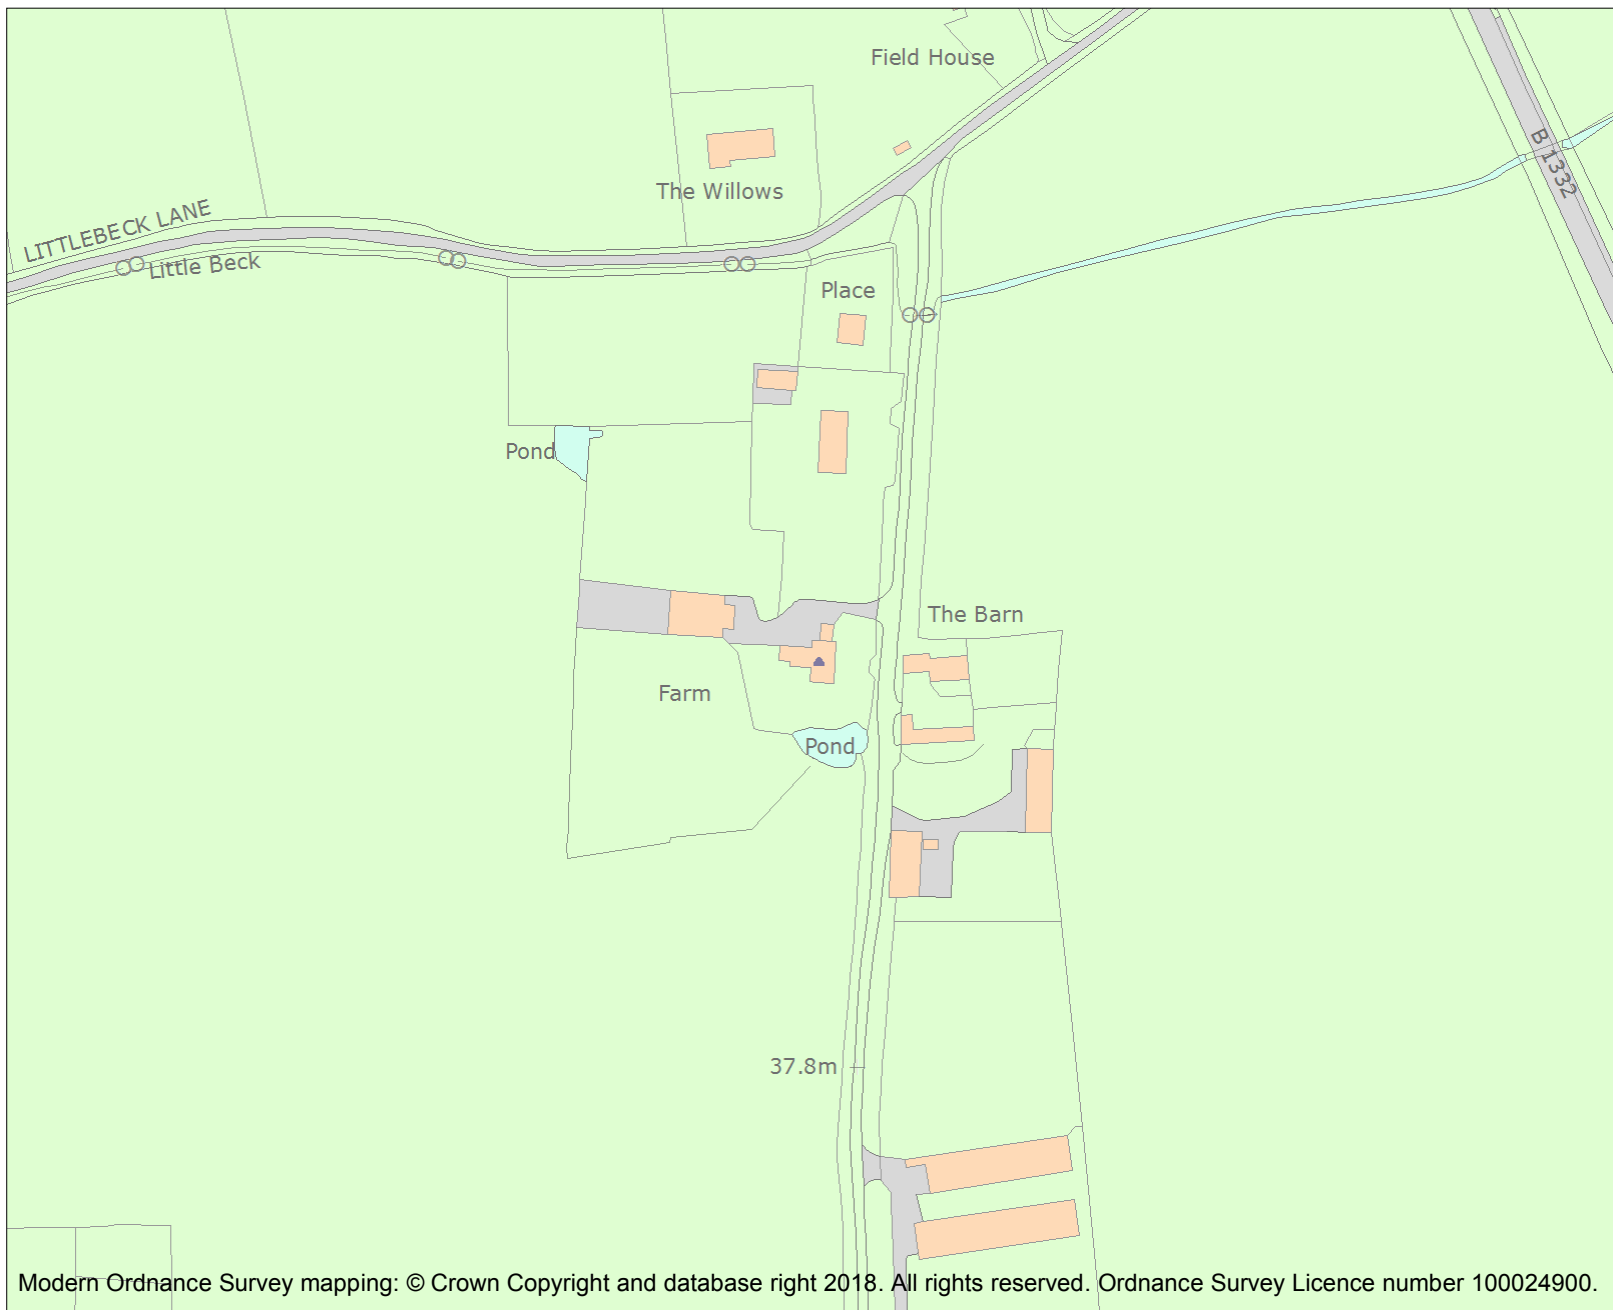 Field House
B 1332
The Willows
LITTLEBECK LANE
Little Beck
Place
Pond
The Barn
Farm
Pond
37.8m
Modern Ordnance Survey mapping: © Crown Copyright and database right 2018. All rights reserved. Ordnance Survey Licence number 100024900.